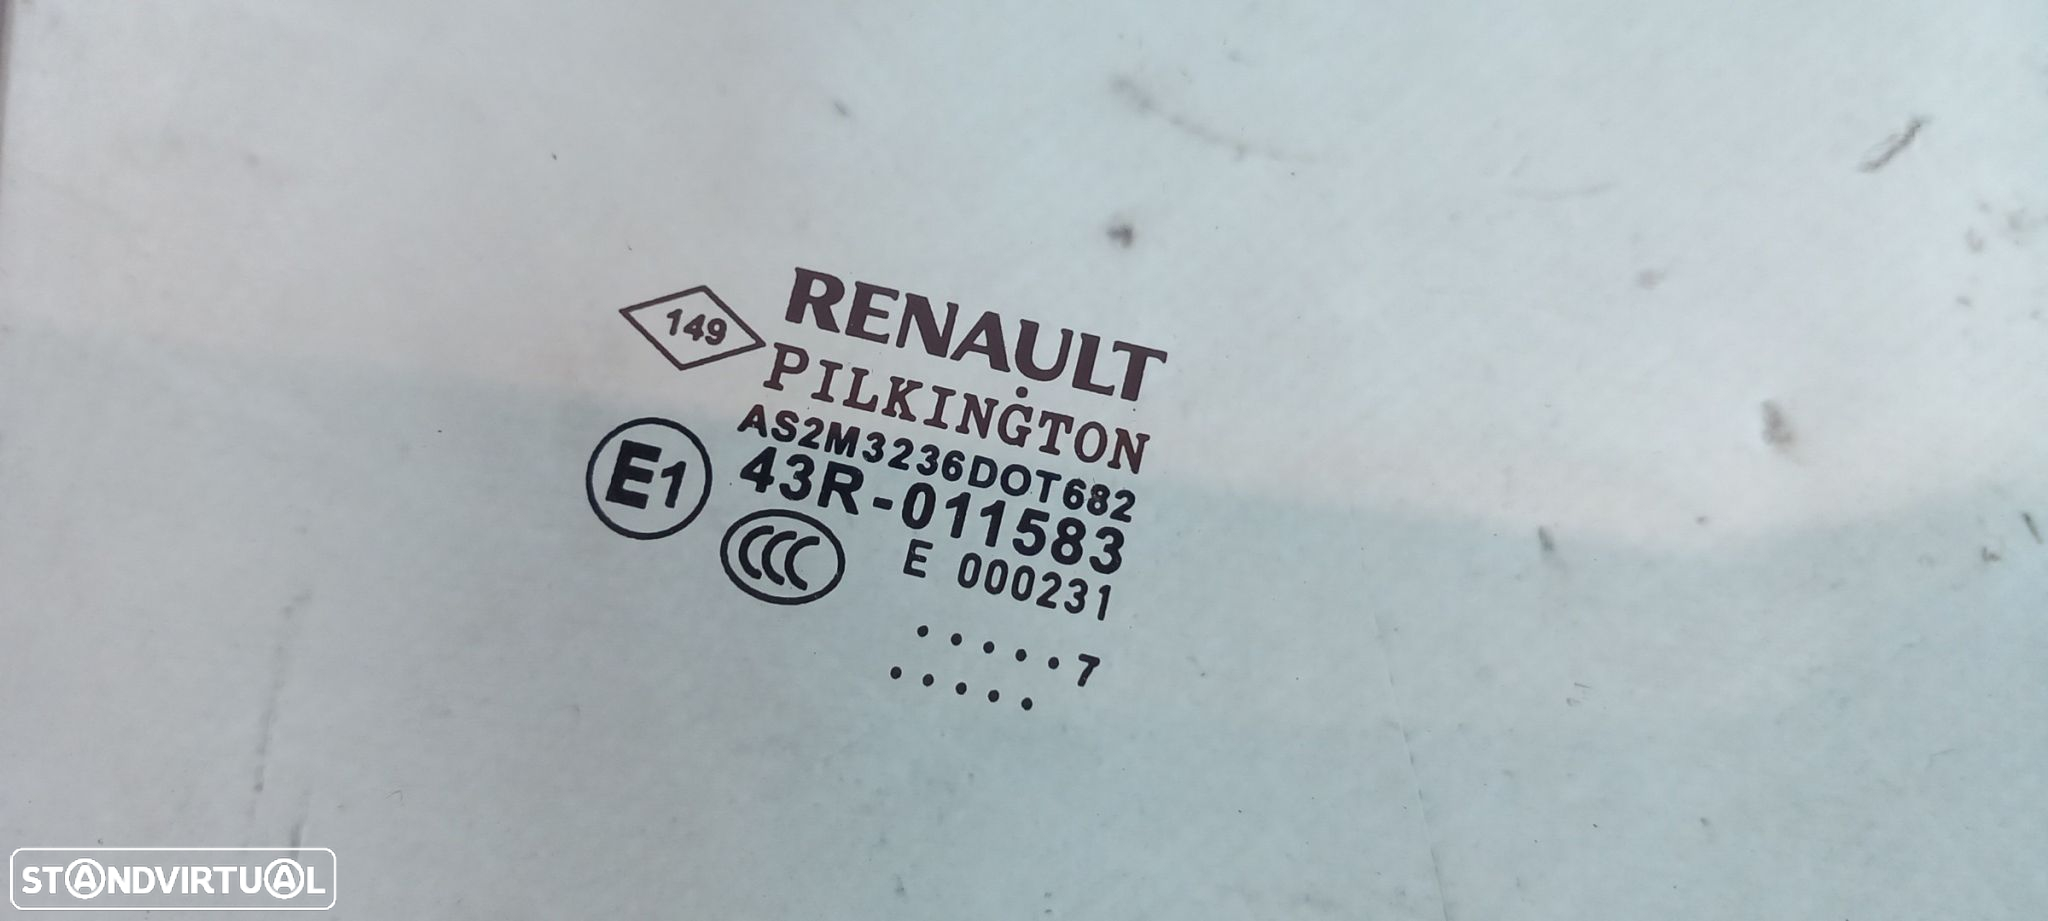 149
RENAULT
PILKINGTON
AS2M3236DOT682
E1
43R-011583
CCC
E 000231
.....7
.....
STANDVIRTUAL